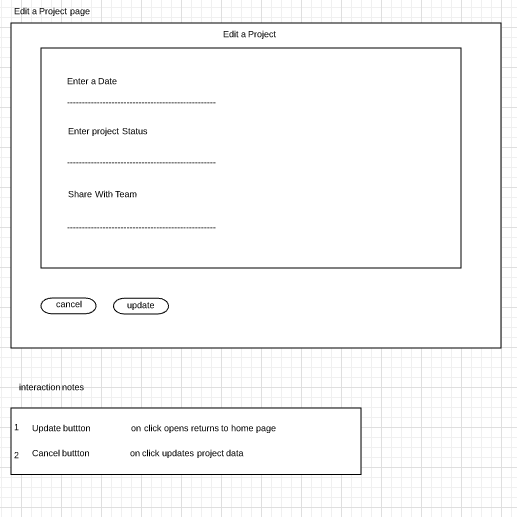 Edit a Project page
Edit a Project
Enter a Date
Enter project Status
Share With Team
cancel
update
interaction notes
1 Update buttton on click opens returns to home page
2 Cancel buttton on click updates project data